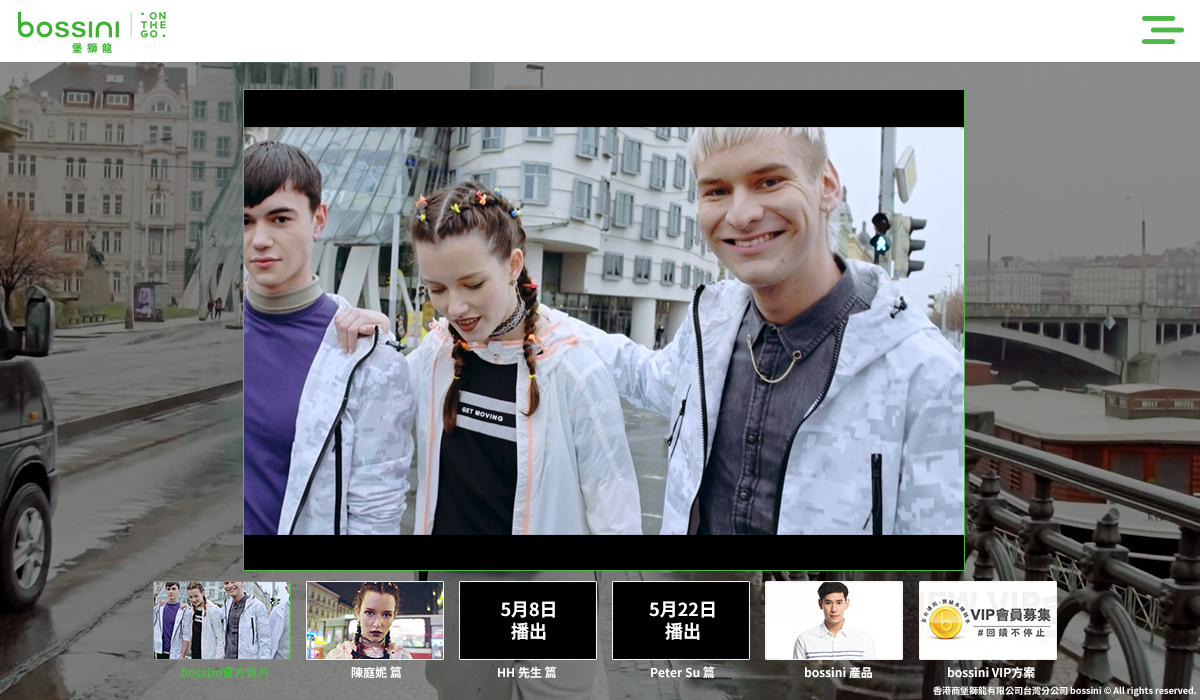 bossini
堡獅龍
• ON
THE
GO •
GET MOVING
5月8日
播出
5月22日
播出
VIP會員募集
#回饋不停止
bossini官方影片
陳庭妮 篇
HH 先生 篇
Peter Su 篇
bossini 產品
bossini VIP方案
香港商堡獅龍有限公司台灣分公司 bossini © All rights reserved.